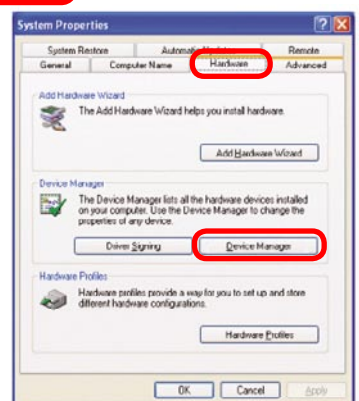 System Properties
System Restore Automatic Updates Remote
General Computer Name Hardware Advanced
Add Hardware Wizard
The Add Hardware Wizard helps you install hardware.
Add Hardware Wizard
Device Manager
The Device Manager lists all the hardware devices installed
on your computer. Use the Device Manager to change the
properties of any device.
Driver Signing Device Manager
Hardware Profiles
Hardware profiles provide a way for you to set up and store
different hardware configurations.
Hardware Profiles
OK Cancel Apply